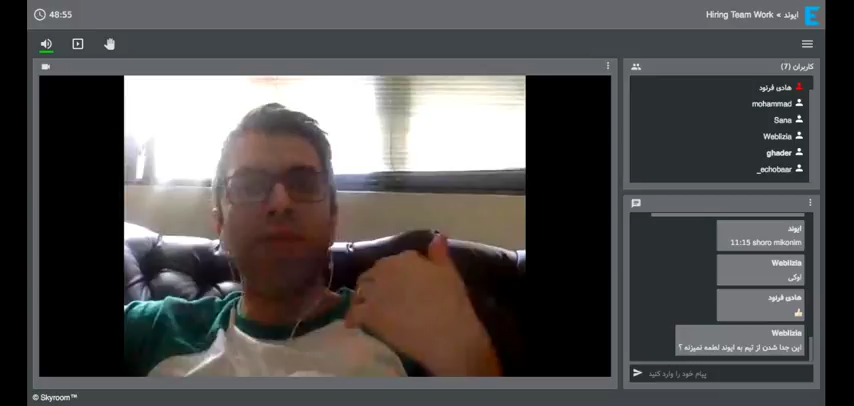 48:55
ایوند » Hiring Team Work
کاربران (7)
هادی فرنود
mohammad
Sana
Weblizia
ghader
_echobaar
ایوند
11:15 shoro mikonim
Weblizia
اوکی
هادی فرنود
Weblizia
این جدا شدن از تیم به ایوند لطمه نمیزنه ؟
پیام خود را وارد کنید
© Skyroom™